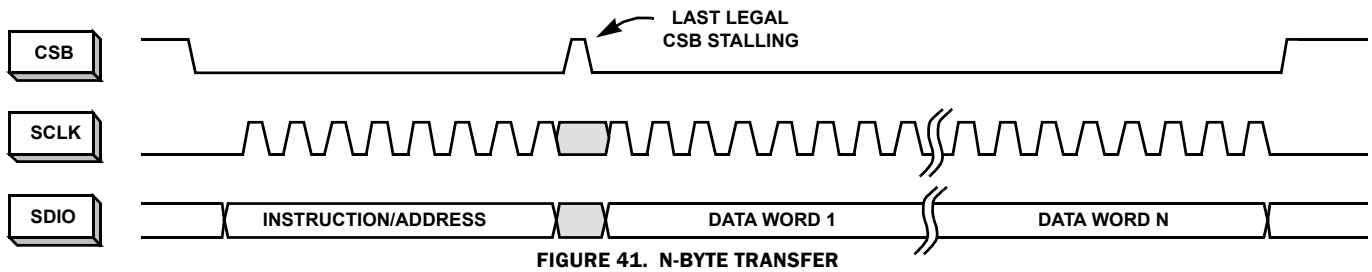 LAST LEGAL
CSB STALLING
CSB
SCLK
SDIO
INSTRUCTION/ADDRESS
DATA WORD 1
DATA WORD N
FIGURE 41. N-BYTE TRANSFER